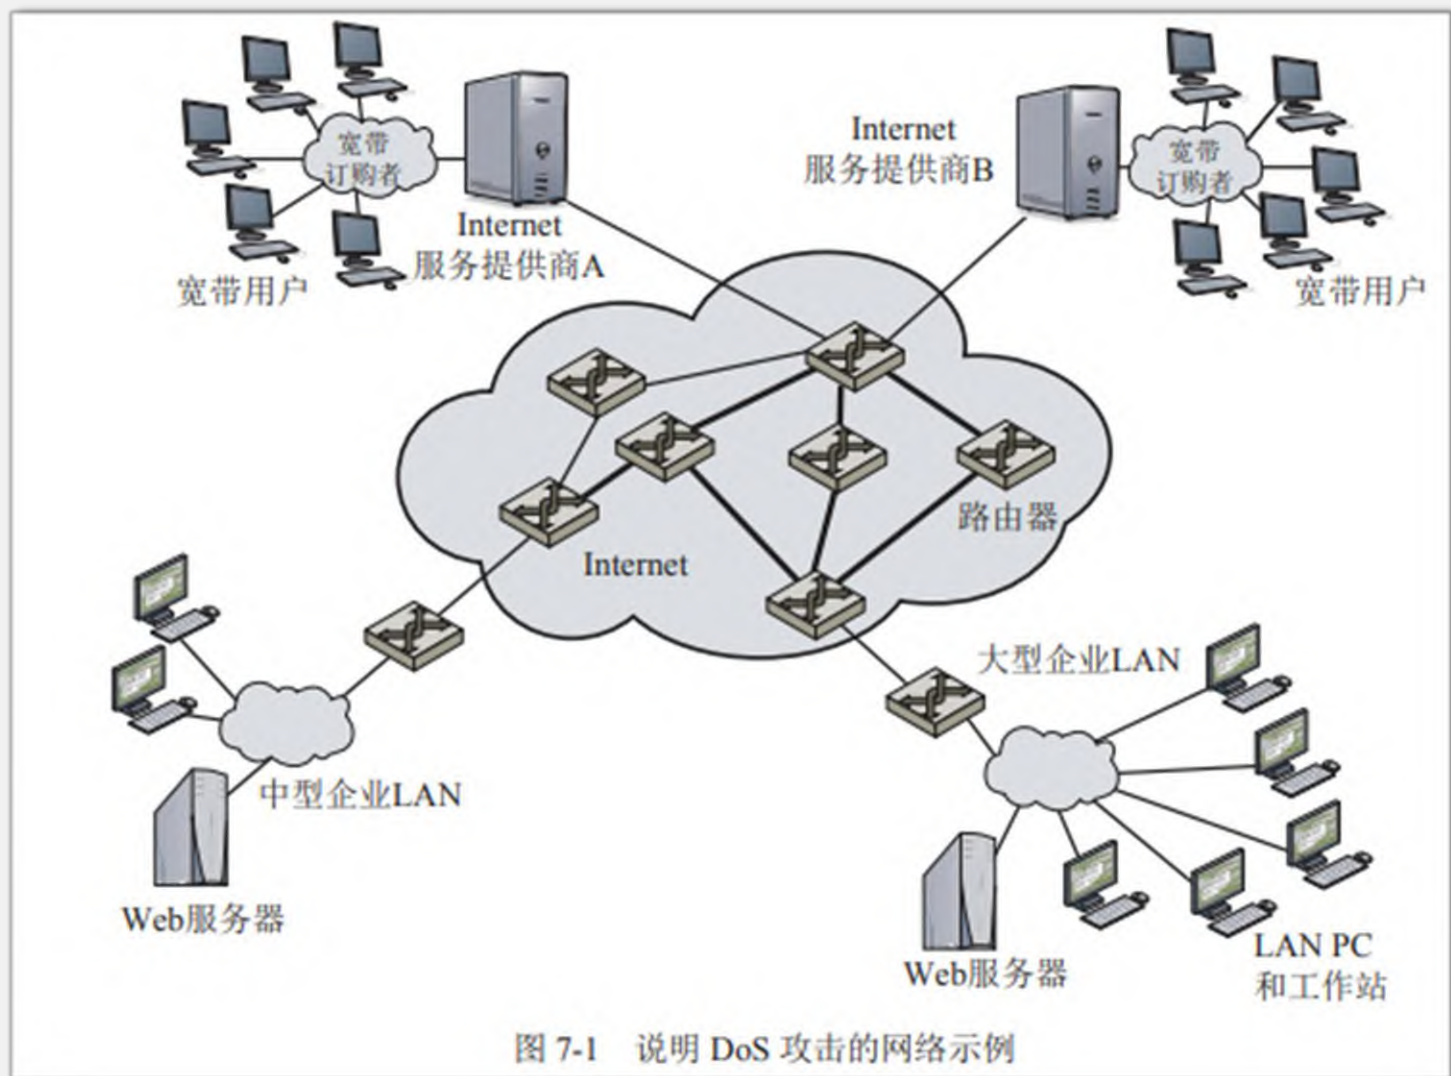 宽带
订购者
Internet
服务提供商A
宽带用户
Internet
服务提供商B
宽带
订购者
宽带用户
路由器
Internet
中型企业LAN
Web服务器
大型企业LAN
Web服务器
LAN PC
和工作站
图 7-1 说明 DoS 攻击的网络示例